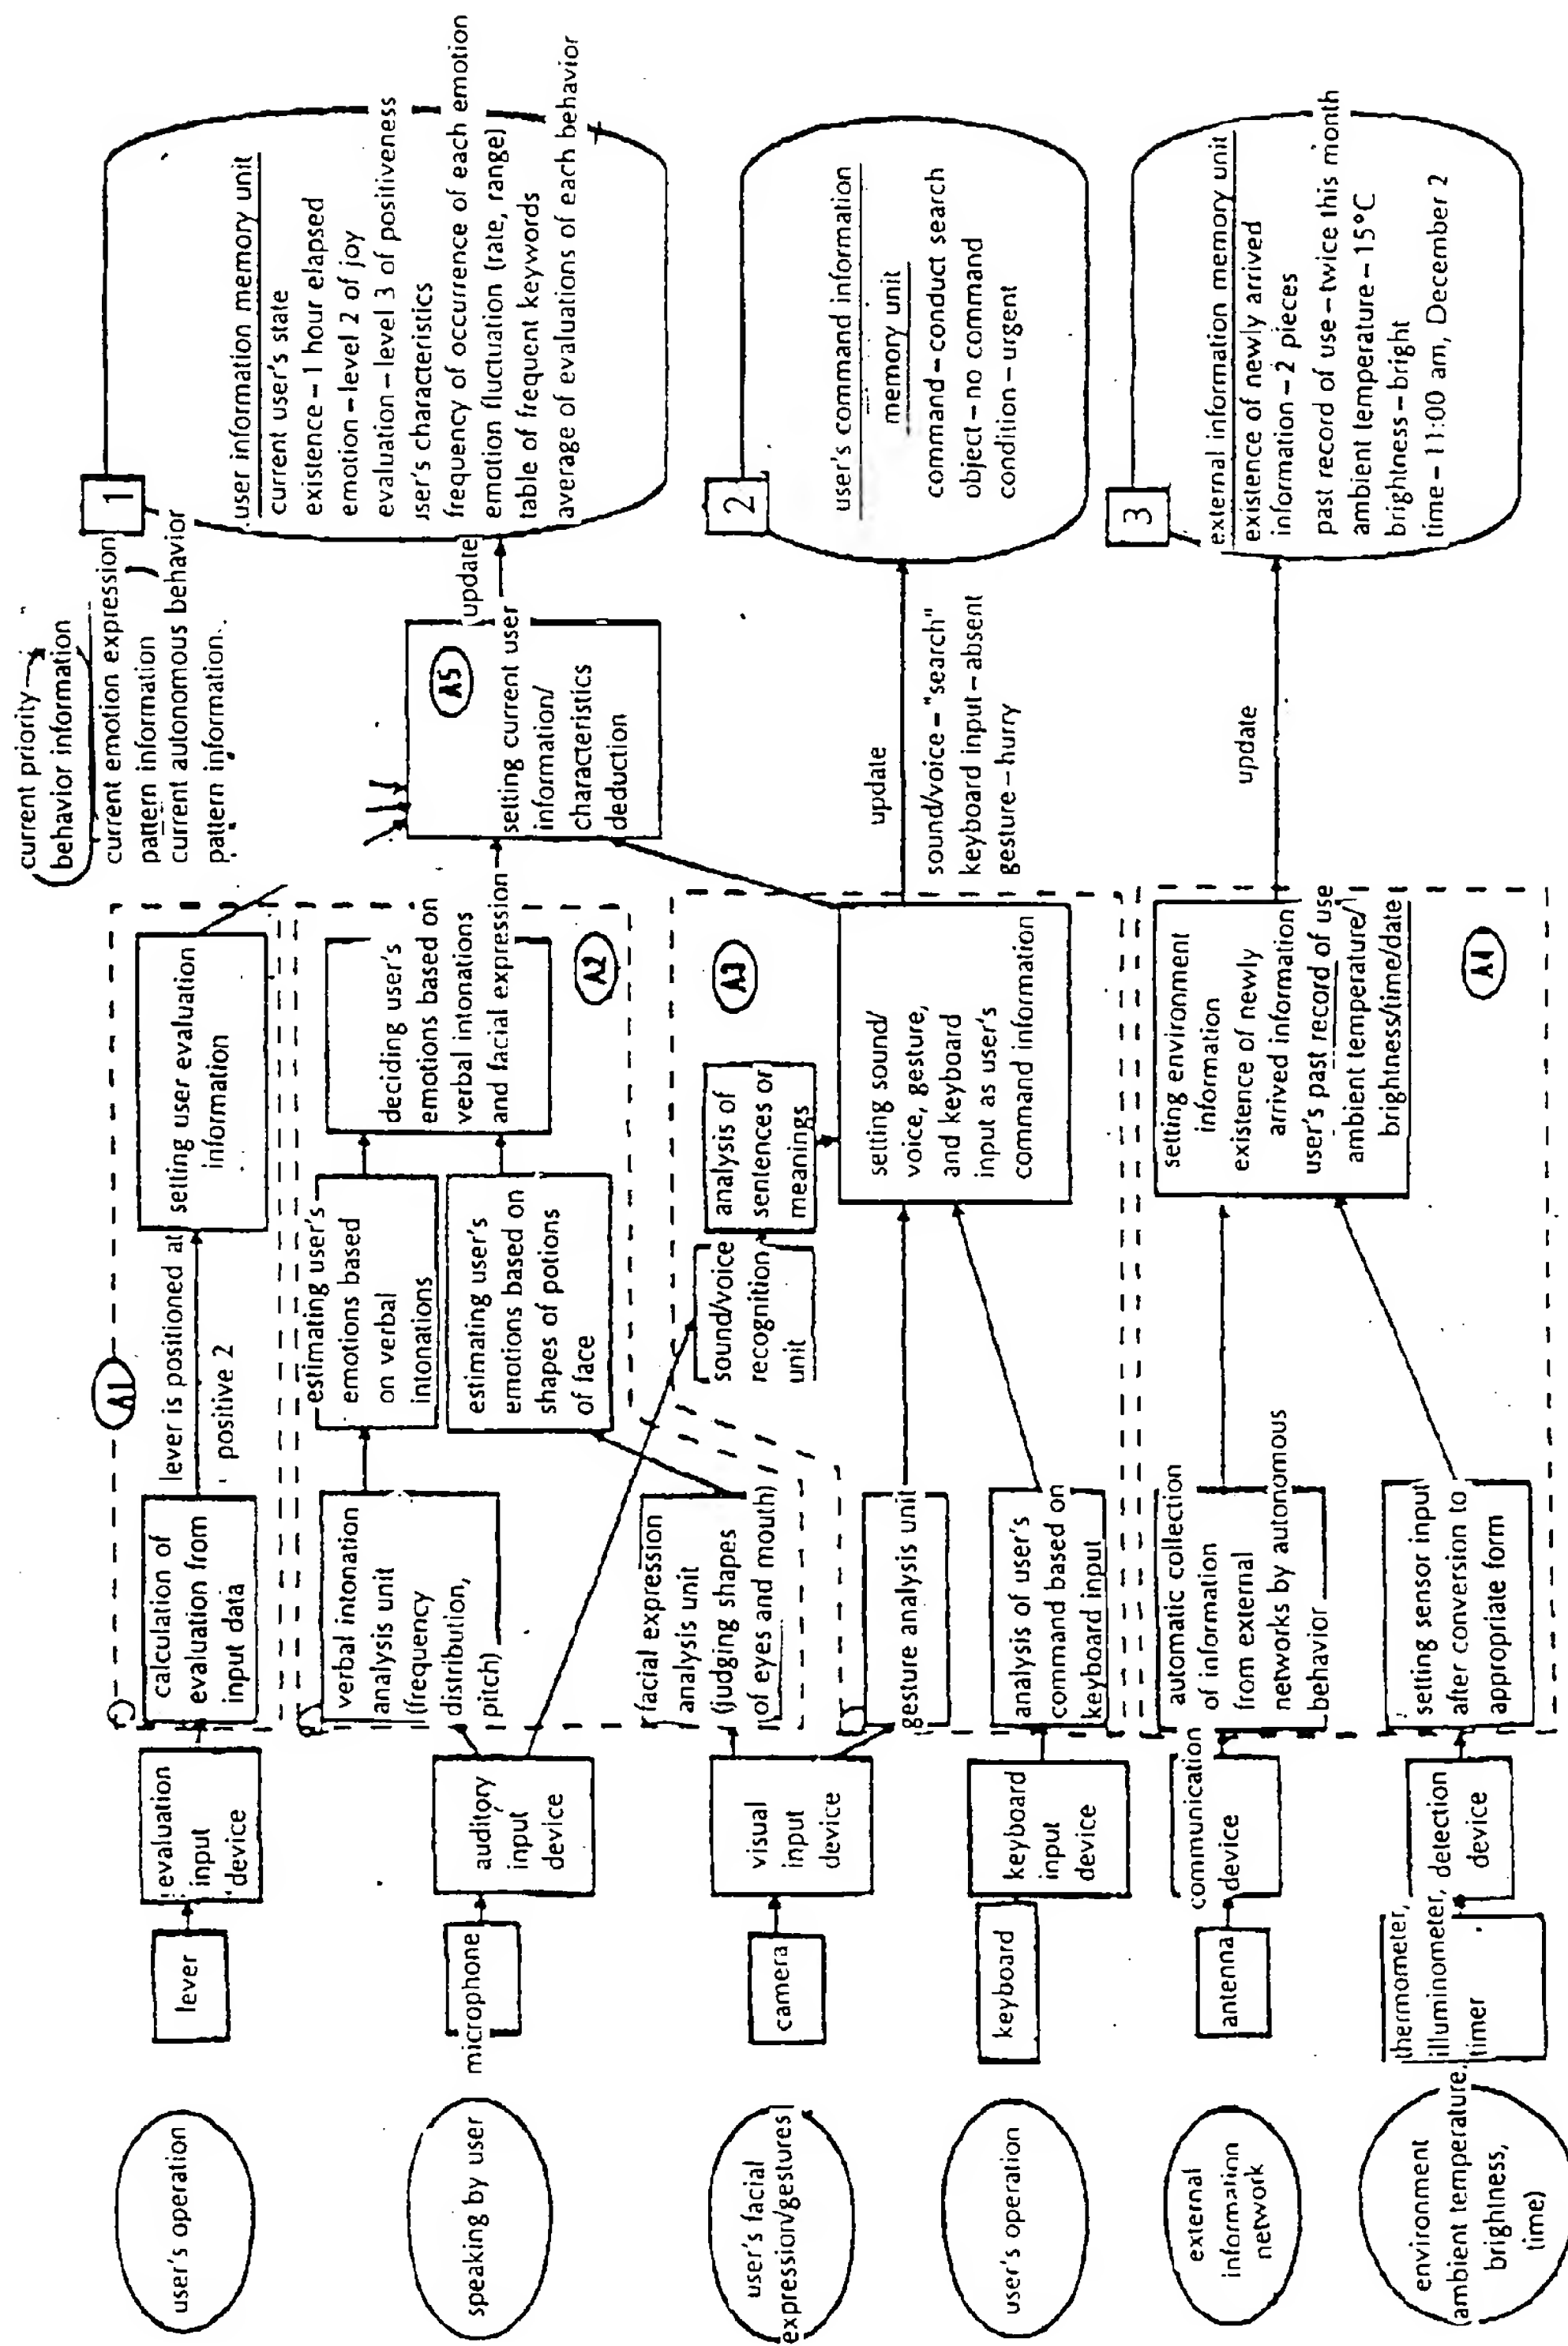 current priority
behavior information
current emotion expression
pattern information
current autonomous behavior
pattern information
user's operation
lever
evaluation
input
device
calculation of
evaluation from
input data
A1
lever is positioned at
positive 2
setting user evaluation
information
speaking by user
microphone
auditory
input
device
verbal intonation
analysis unit
(frequency
distribution,
pitch)
estimating user's
emotions based
on verbal
intonations
estimating user's
emotions based on
shapes of potions
of face
deciding user's
emotions based on
verbal intonations
and facial expression
A2
A5
setting current user
information/
characteristics
deduction
update
1
user information memory unit
current user's state
existence – 1 hour elapsed
emotion – level 2 of joy
evaluation – level 3 of positiveness
user's characteristics
frequency of occurrence of each emotion
emotion fluctuation (rate, range)
table of frequent keywords
average of evaluations of each behavior
user's facial
expression/gestures
camera
visual
input
device
facial expression
analysis unit
(judging shapes
of eyes and mouth)
gesture analysis unit
sound/voice
recognition
unit
analysis of
sentences or
meanings
A3
setting sound/
voice, gesture,
and keyboard
input as user's
command information
update
sound/voice – "search"
keyboard input – absent
gesture – hurry
2
user's command information
memory unit
command – conduct search
object – no command
condition – urgent
user's operation
keyboard
keyboard
input
device
analysis of user's
command based on
keyboard input
external
information
network
antenna
communication
device
automatic collection
of information
from external
networks by autonomous
behavior
setting environment
information
existence of newly
arrived information
user's past record of use
ambient temperature/
brightness/time/date
A4
update
3
external information memory unit
existence of newly arrived
information – 2 pieces
past record of use – twice this month
ambient temperature – 15°C
brightness – bright
time – 11:00 am, December 2
environment
(ambient temperature,
brightness,
time)
thermometer,
illuminometer,
timer
detection
device
setting sensor input
after conversion to
appropriate form